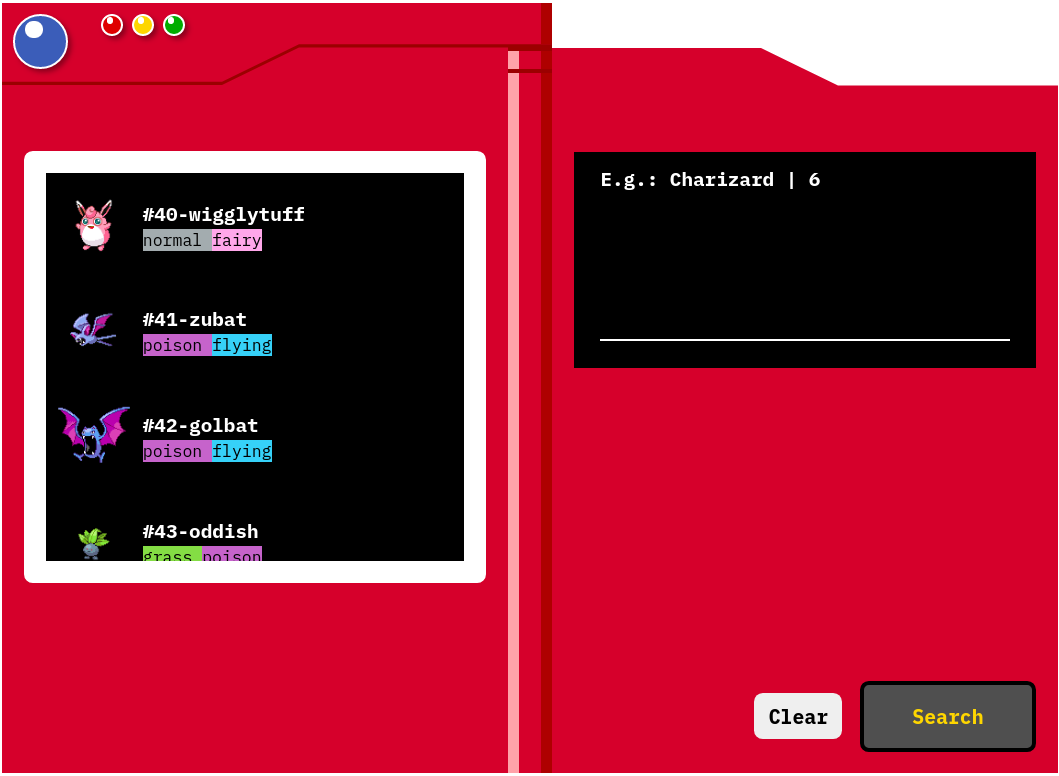 #40-wigglytuff
normal fairy
#41-zubat
poison flying
#42-golbat
poison flying
#43-oddish
grass poison
E.g.: Charizard | 6
Clear
Search